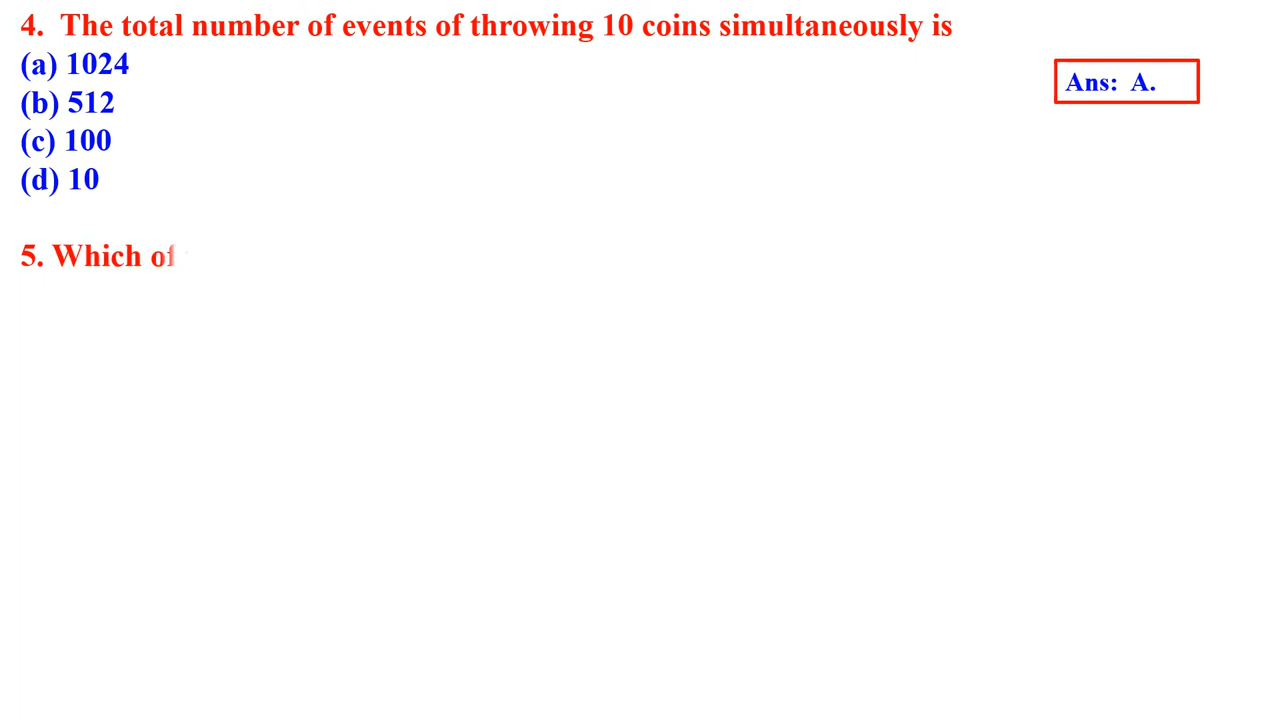 4. The total number of events of throwing 10 coins simultaneously is
(a) 1024
Ans: A.
(b) 512
(c) 100
(d) 10
5. Which of